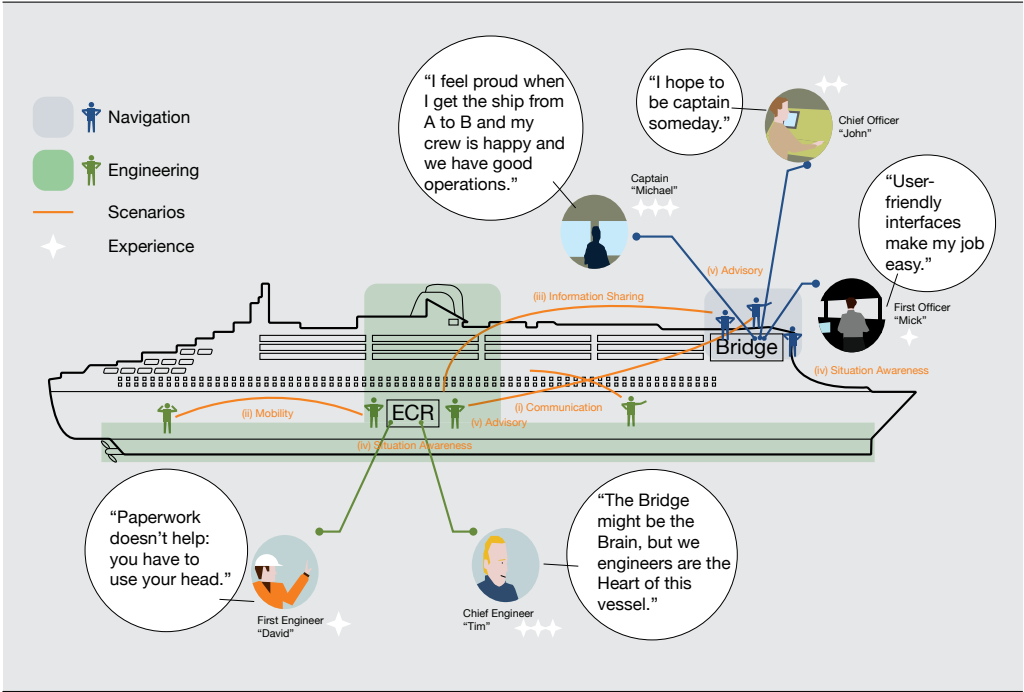 Navigation
Engineering
Scenarios
Experience
“I feel proud when
I get the ship from
A to B and my
crew is happy and
we have good
operations.”
Captain
“Michael”
“I hope to
be captain
someday.”
Chief Officer
“John”
“User-
friendly
interfaces
make my job
easy.”
First Officer
“Mick”
(v) Advisory
(iii) Information Sharing
Bridge
(iv) Situation Awareness
(ii) Mobility
ECR
(i) Communication
(v) Advisory
(iv) Situation Awareness
“Paperwork
doesn’t help:
you have to
use your head.”
First Engineer
“David”
Chief Engineer
“Tim”
“The Bridge
might be the
Brain, but we
engineers are the
Heart of this
vessel.”